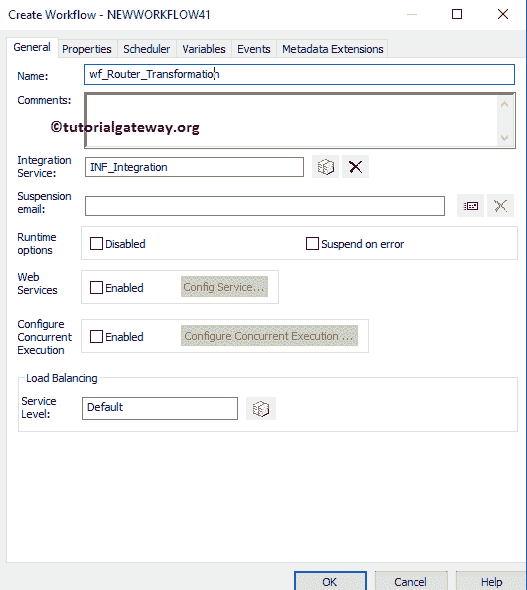 Create Workflow - NEWWORKFLOW41
General Properties Scheduler Variables Events Metadata Extensions
Name: wf_Router_Transformation
Comments:
©tutorialgateway.org
Integration
Service: INF_Integration
Suspension
email:
Runtime
options Disabled Suspend on error
Web
Services Enabled Config Service...
Configure
Concurrent
Execution Enabled Configure Concurrent Execution ...
Load Balancing
Service
Level: Default
OK Cancel Help